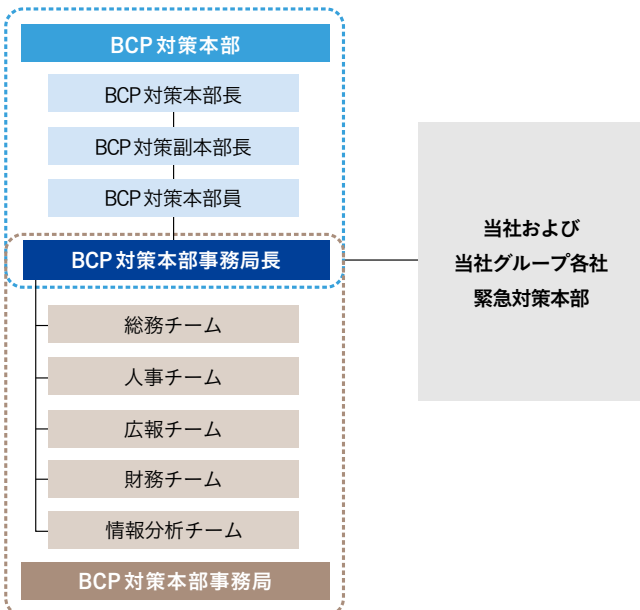 BCP対策本部
BCP対策本部長
BCP対策副本部長
BCP対策本部員
BCP対策本部事務局長
総務チーム
人事チーム
広報チーム
財務チーム
情報分析チーム
BCP対策本部事務局
当社および
当社グループ各社
緊急対策本部